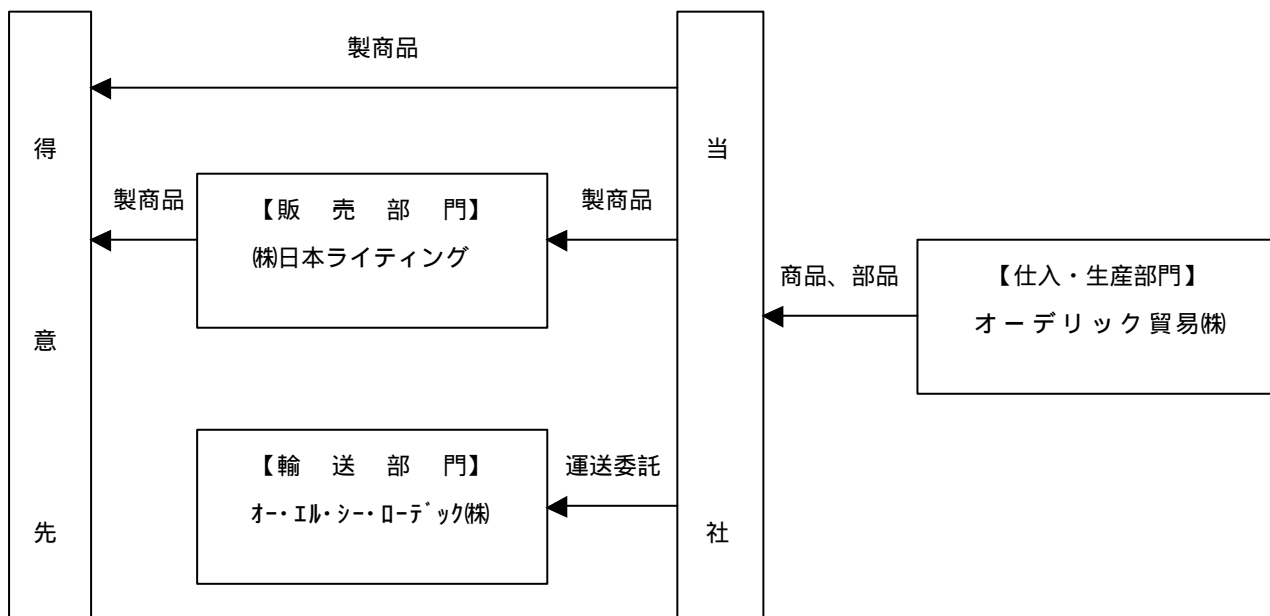 製商品
得意先
当社
製商品
【販売部門】
㈱日本ライティング
製商品
商品、部品
【仕入・生産部門】
オーデリック貿易㈱
【輸送部門】
ｵｰ･ｴﾙ･ｼｰ･ﾛｰﾃﾞｯｸ㈱
運送委託